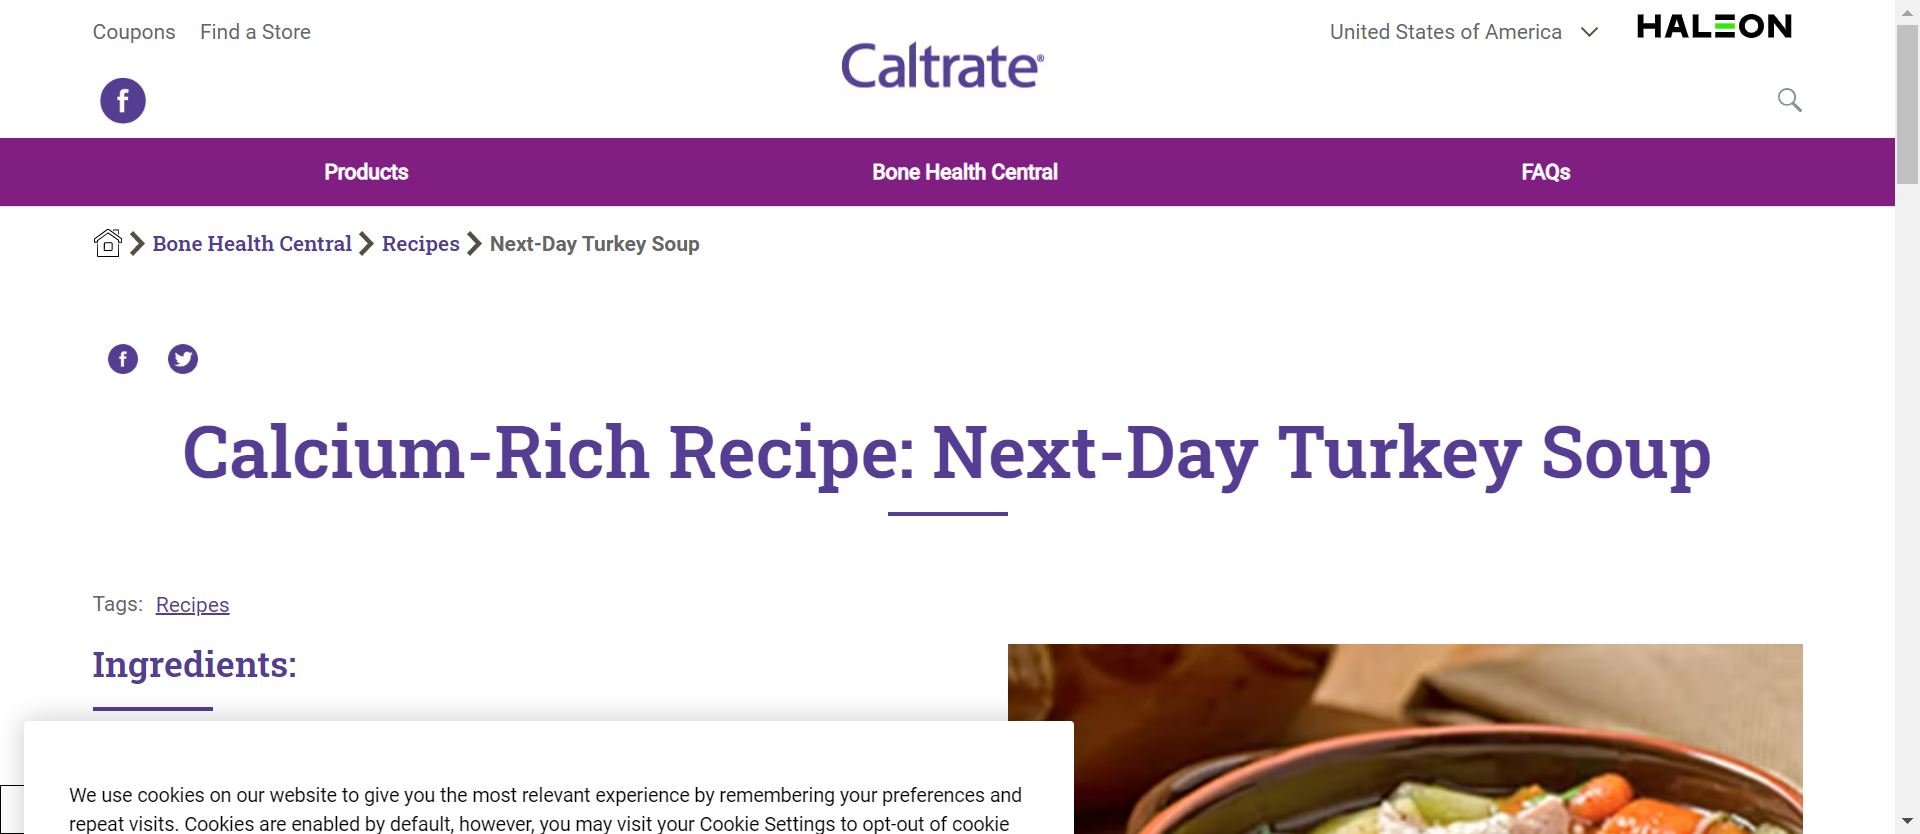 Coupons Find a Store
United States of America
HALEON
Caltrate®
Products Bone Health Central FAQs
Bone Health Central Recipes Next-Day Turkey Soup
Calcium-Rich Recipe: Next-Day Turkey Soup
Tags: Recipes
Ingredients:
We use cookies on our website to give you the most relevant experience by remembering your preferences and
repeat visits. Cookies are enabled by default, however, you may visit your Cookie Settings to opt-out of cookie